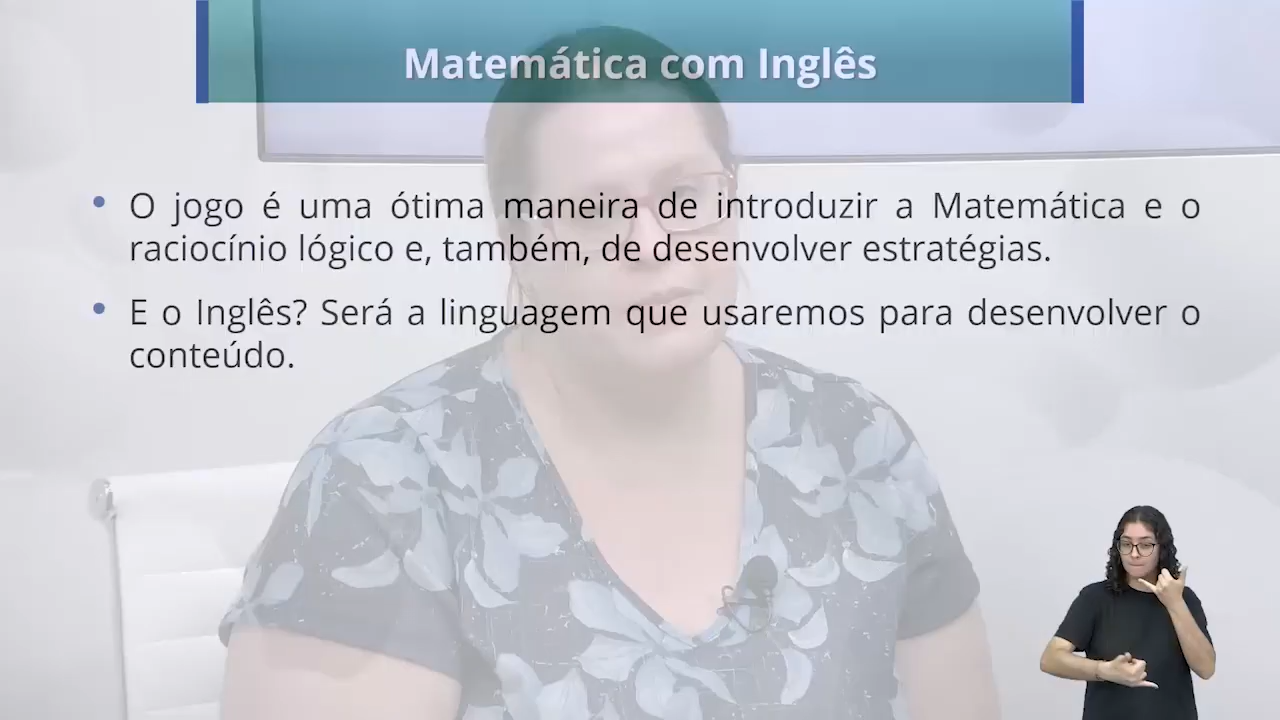 Matemática com Inglês
O jogo é uma ótima maneira de introduzir a Matemática e o
raciocínio lógico e, também, de desenvolver estratégias.
E o Inglês? Será a linguagem que usaremos para desenvolver o
conteúdo.